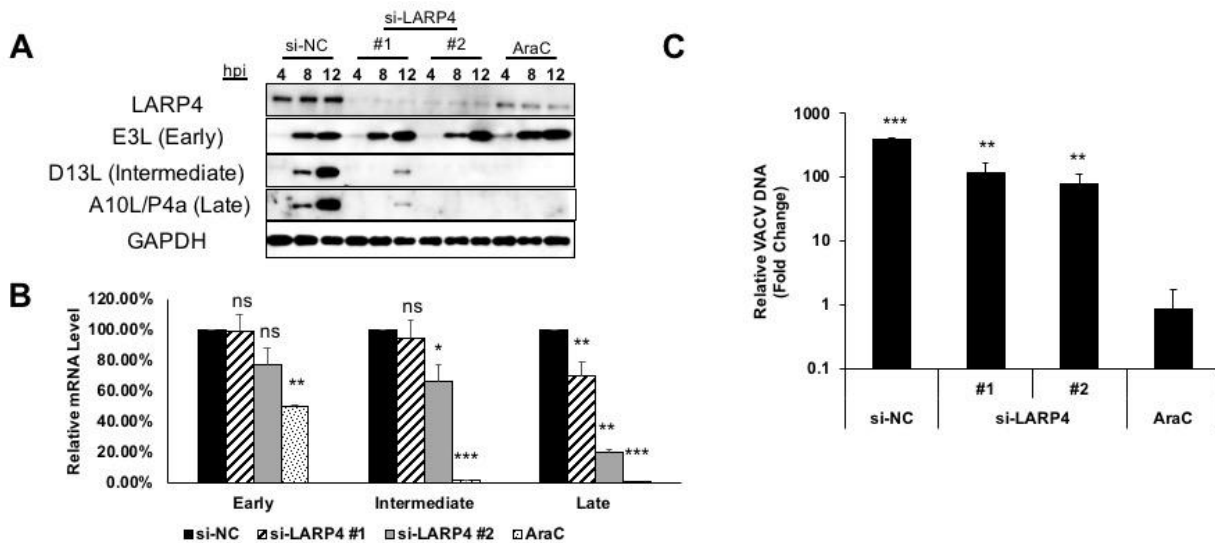 A
si-LARP4
si-NC #1 #2 AraC
hpi 4 8 12 4 8 12 4 8 12 4 8 12
LARP4
E3L (Early)
D13L (Intermediate)
A10L/P4a (Late)
GAPDH
B
Relative mRNA Level
120.00%
100.00%
80.00%
60.00%
40.00%
20.00%
0.00%
ns ns **
ns * ***
** ** ***
Early Intermediate Late
si-NC si-LARP4 #1 si-LARP4 #2 AraC
C
Relative VACV DNA
(Fold Change)
1000
100
10
1
0.1
*** ** **
#1 #2
si-NC si-LARP4 AraC